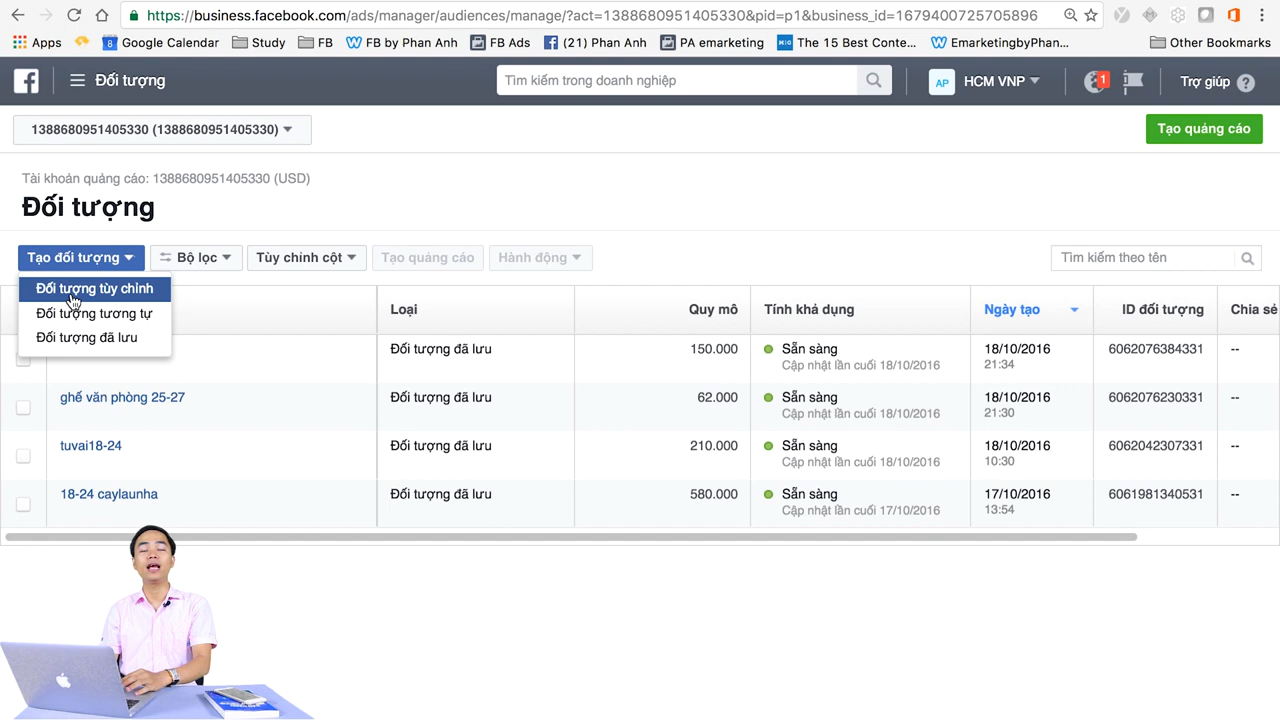 https://business.facebook.com/ads/manager/audiences/manage/?act=1388680951405330&pid=p1&business_id=1679400725705896
Apps
8 Google Calendar
Study
FB
FB by Phan Anh
FB Ads
(21) Phan Anh
PA emarketing
The 15 Best Conte...
EmarketingbyPhan...
Other Bookmarks
Đối tượng
Tìm kiếm trong doanh nghiệp
AP HCM VNP
1
Trợ giúp ?
1388680951405330 (1388680951405330)
Tạo quảng cáo
Tài khoản quảng cáo: 1388680951405330 (USD)
Đối tượng
Tạo đối tượng
Bộ lọc
Tùy chỉnh cột
Tạo quảng cáo
Hành động
Tìm kiếm theo tên
Đối tượng tùy chỉnh
Đối tượng tương tự
Đối tượng đã lưu
Loại
Quy mô
Tính khả dụng
Ngày tạo
ID đối tượng
Chia sẻ
Đối tượng đã lưu 150.000 Sẵn sàng 18/10/2016 6062076384331 --
Cập nhật lần cuối 18/10/2016 21:34
ghế văn phòng 25-27 Đối tượng đã lưu 62.000 Sẵn sàng 18/10/2016 6062076230331 --
Cập nhật lần cuối 18/10/2016 21:30
tuvai18-24 Đối tượng đã lưu 210.000 Sẵn sàng 18/10/2016 6062042307331 --
Cập nhật lần cuối 18/10/2016 10:30
18-24 caylaunha Đối tượng đã lưu 580.000 Sẵn sàng 17/10/2016 6061981340531 --
Cập nhật lần cuối 17/10/2016 13:54